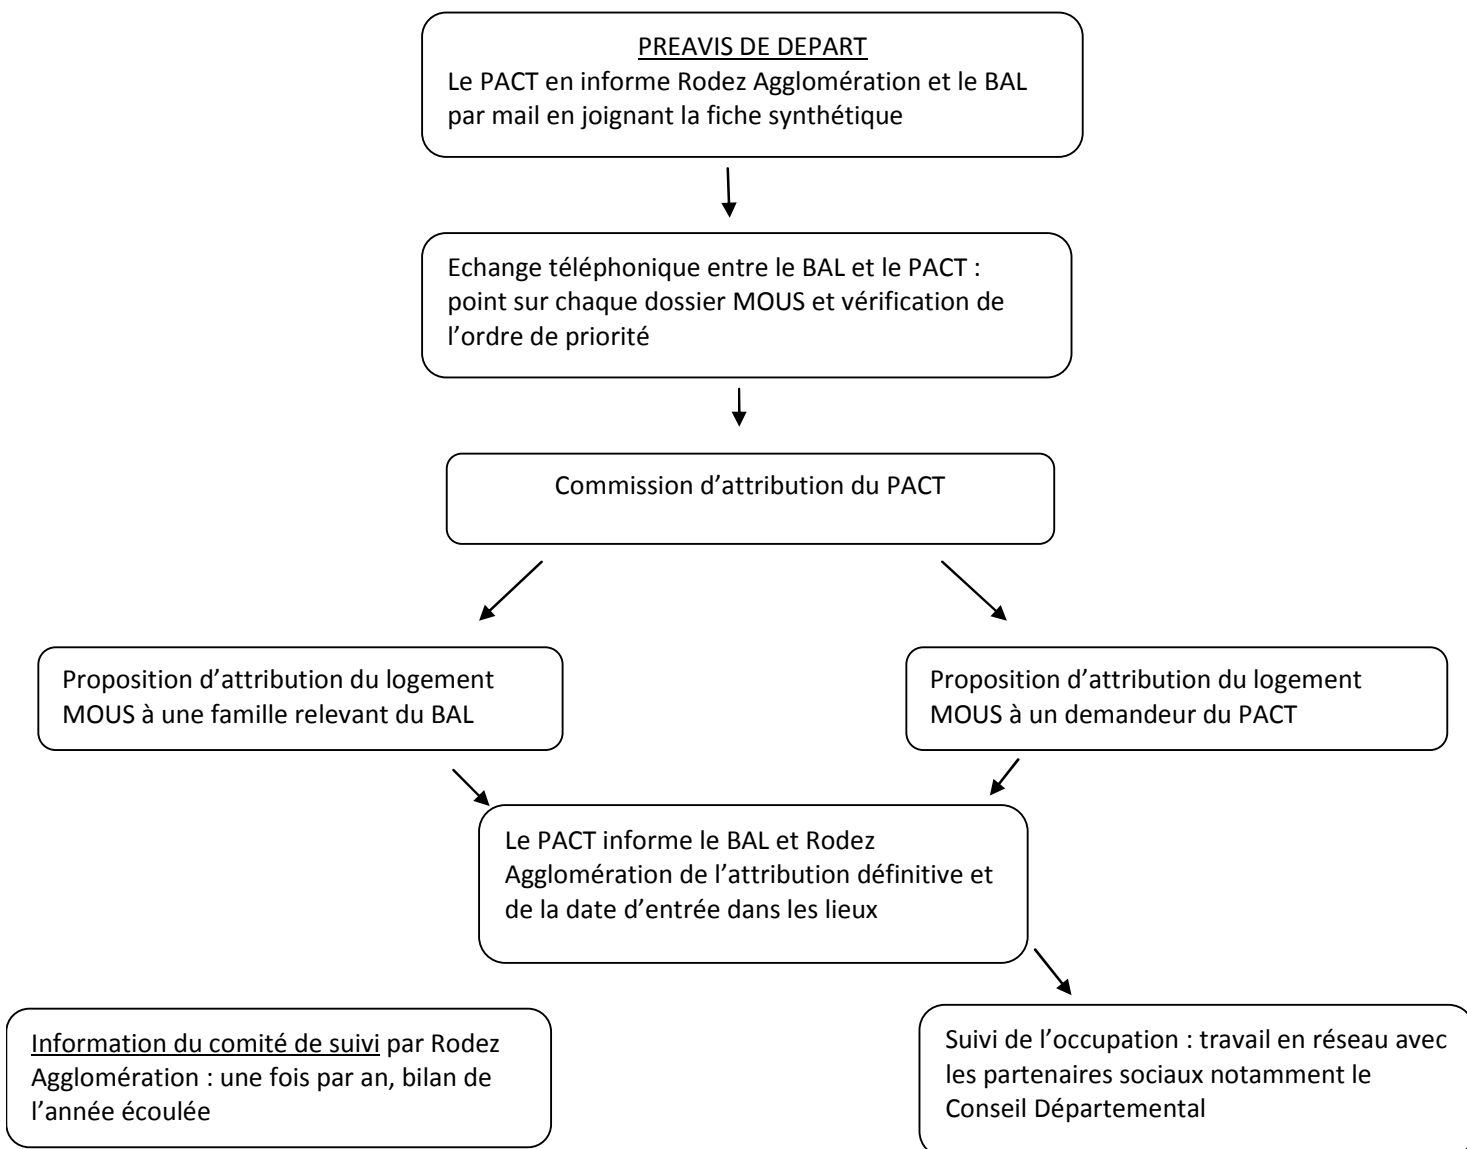 PREAVIS DE DEPART
Le PACT en informe Rodez Agglomération et le BAL
par mail en joignant la fiche synthétique
Echange téléphonique entre le BAL et le PACT :
point sur chaque dossier MOUS et vérification de
l’ordre de priorité
Commission d’attribution du PACT
Proposition d’attribution du logement
MOUS à une famille relevant du BAL
Proposition d’attribution du logement
MOUS à un demandeur du PACT
Le PACT informe le BAL et Rodez
Agglomération de l’attribution définitive et
de la date d’entrée dans les lieux
Information du comité de suivi par Rodez
Agglomération : une fois par an, bilan de
l’année écoulée
Suivi de l’occupation : travail en réseau avec
les partenaires sociaux notamment le
Conseil Départemental